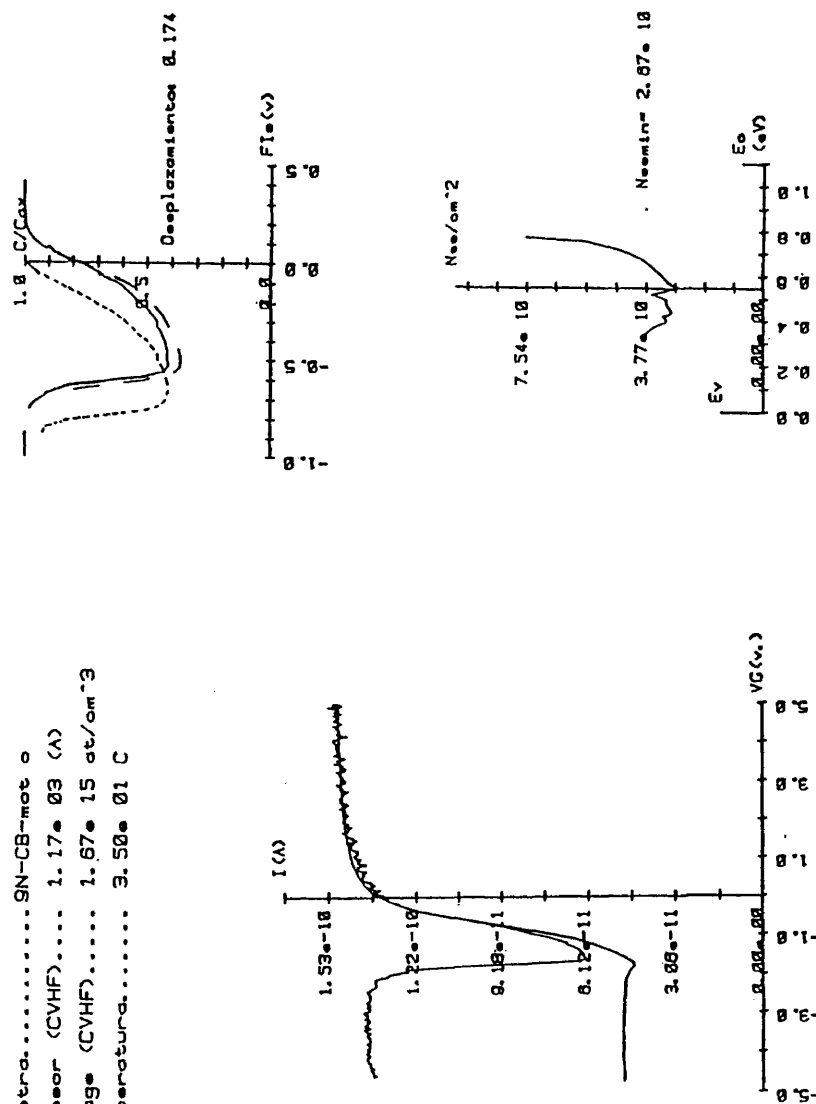 otra............ 9N-CB-mot o
peor (CVHF).... 1.17e 03 (A)
age (CVHF)..... 1.67e 15 at/cm^3
peratura....... 3.50e 01 C
I(A)
1.53e-10
1.22e-10
9.18e-11
6.12e-11
3.06e-11
0.00e 00
-5.0 -3.0 -1.0 1.0 3.0 5.0
VG(v.)
1.0 C/Cox
0.5
0.0
-1.0 -0.5 0.0 0.5
FIs(v)
Desplazamiento: 0.174
Nss/cm^2
7.54e 10
3.77e 10
0.00e 00
Nssmin= 2.87e 10
Ev
Ec
0.0 0.2 0.4 0.6 0.8 1.0
(eV)